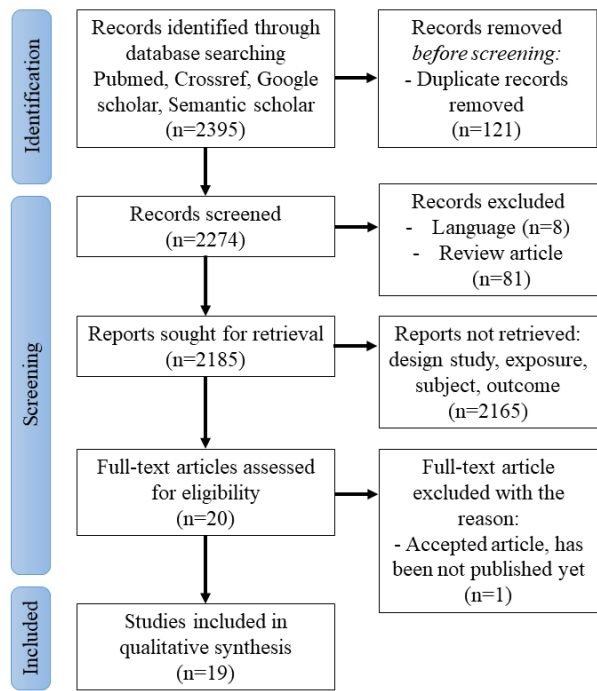 Identification
Records identified through
database searching
Pubmed, Crossref, Google
scholar, Semantic scholar
(n=2395)
Records removed
before screening:
- Duplicate records
removed
(n=121)
Screening
Records screened
(n=2274)
Records excluded
- Language (n=8)
- Review article
(n=81)
Reports sought for retrieval
(n=2185)
Reports not retrieved:
design study, exposure,
subject, outcome
(n=2165)
Full-text articles assessed
for eligibility
(n=20)
Full-text article
excluded with the
reason:
- Accepted article, has
been not published yet
(n=1)
Included
Studies included in
qualitative synthesis
(n=19)